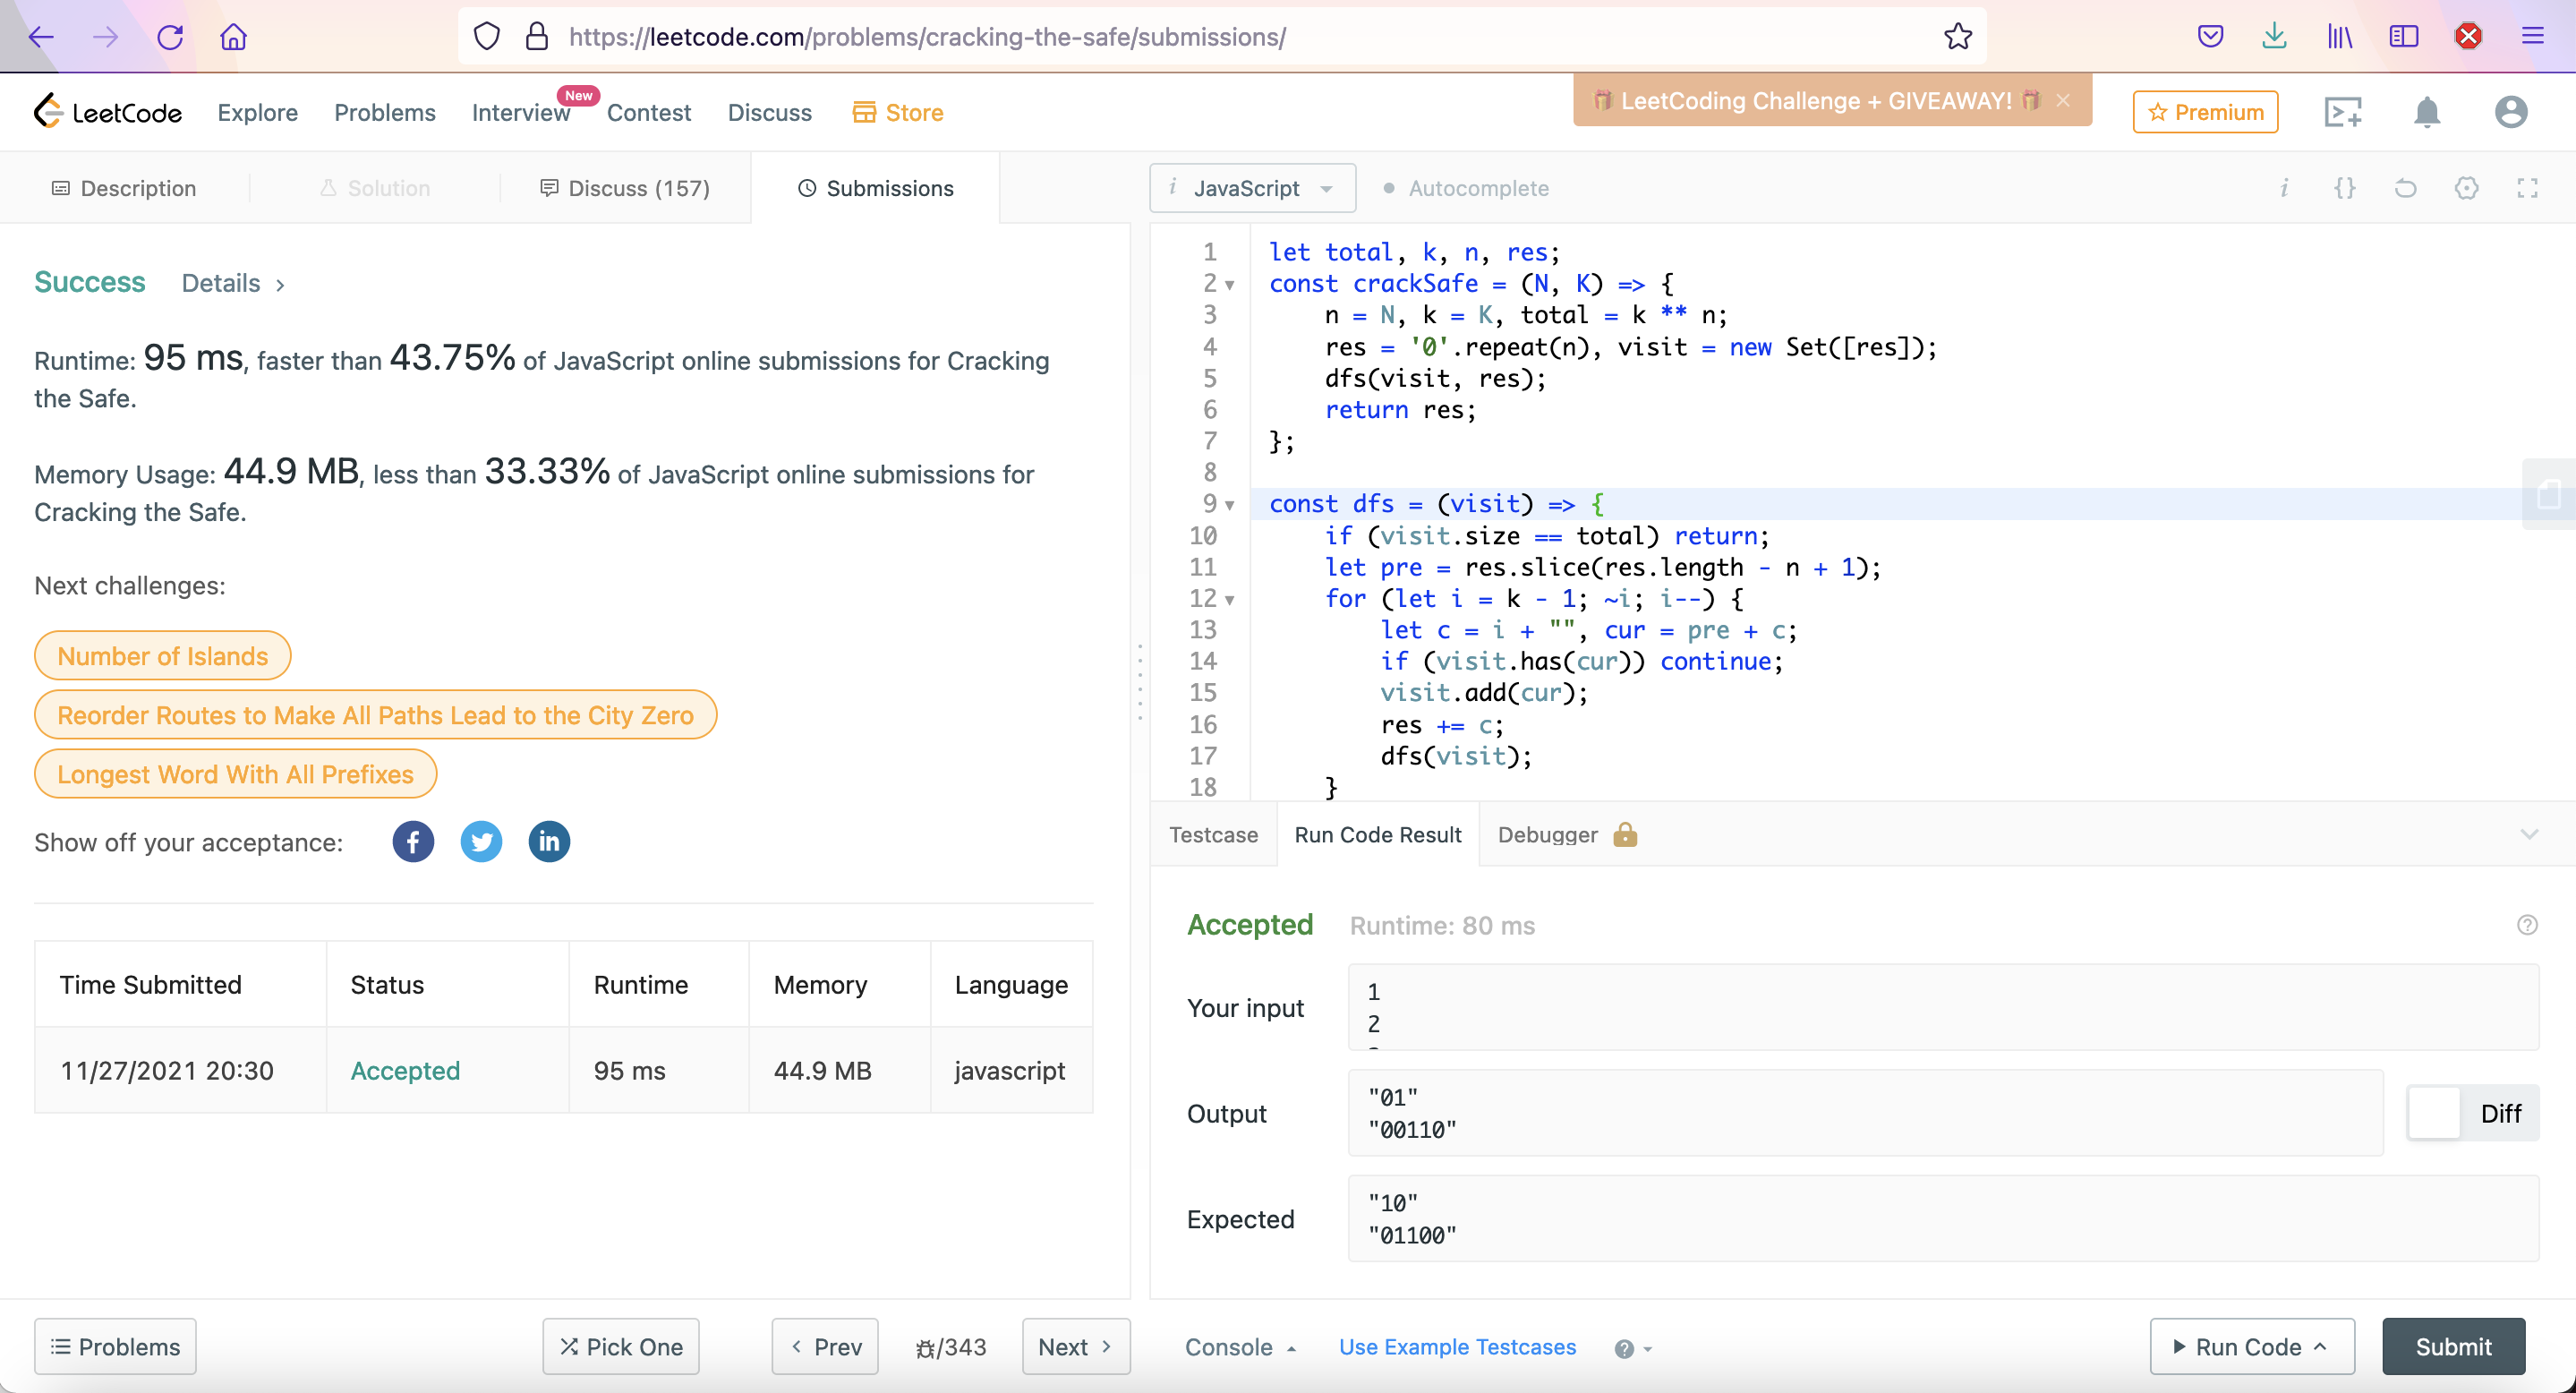 https://leetcode.com/problems/cracking-the-safe/submissions/
LeetCode
Explore
Problems
Interview
New
Contest
Discuss
Store
LeetCoding Challenge + GIVEAWAY!
Premium
Description
Solution
Discuss (157)
Submissions
i JavaScript
Autocomplete
i {}
Success
Details
Runtime: 95 ms, faster than 43.75% of JavaScript online submissions for Cracking
the Safe.
Memory Usage: 44.9 MB, less than 33.33% of JavaScript online submissions for
Cracking the Safe.
Next challenges:
Number of Islands
Reorder Routes to Make All Paths Lead to the City Zero
Longest Word With All Prefixes
Show off your acceptance:
f
in
Time Submitted Status Runtime Memory Language
11/27/2021 20:30 Accepted 95 ms 44.9 MB javascript
1 let total, k, n, res;
2 const crackSafe = (N, K) => {
3 n = N, k = K, total = k ** n;
4 res = '0'.repeat(n), visit = new Set([res]);
5 dfs(visit, res);
6 return res;
7 };
8
9 const dfs = (visit) => {
10 if (visit.size == total) return;
11 let pre = res.slice(res.length - n + 1);
12 for (let i = k - 1; ~i; i--) {
13 let c = i + "", cur = pre + c;
14 if (visit.has(cur)) continue;
15 visit.add(cur);
16 res += c;
17 dfs(visit);
18 }
Testcase
Run Code Result
Debugger
Accepted
Runtime: 80 ms
Your input
1
2
Output
"01"
"00110"
Diff
Expected
"10"
"01100"
Problems
Pick One
Prev
/343
Next
Console
Use Example Testcases
Run Code
Submit